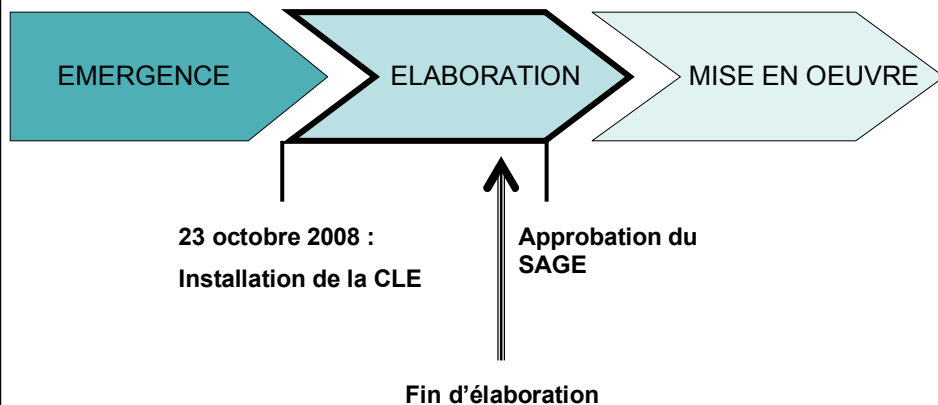 EMERGENCE
ELABORATION
MISE EN OEUVRE
23 octobre 2008 :
Installation de la CLE
Approbation du
SAGE
Fin d’élaboration